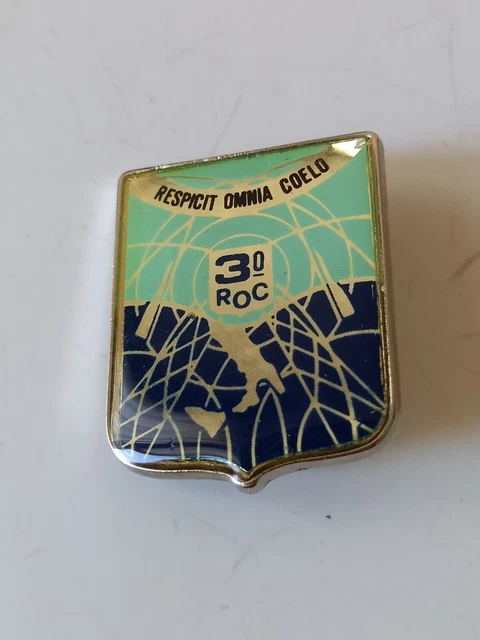 RESPICIT OMNIA COELO
3º
ROC